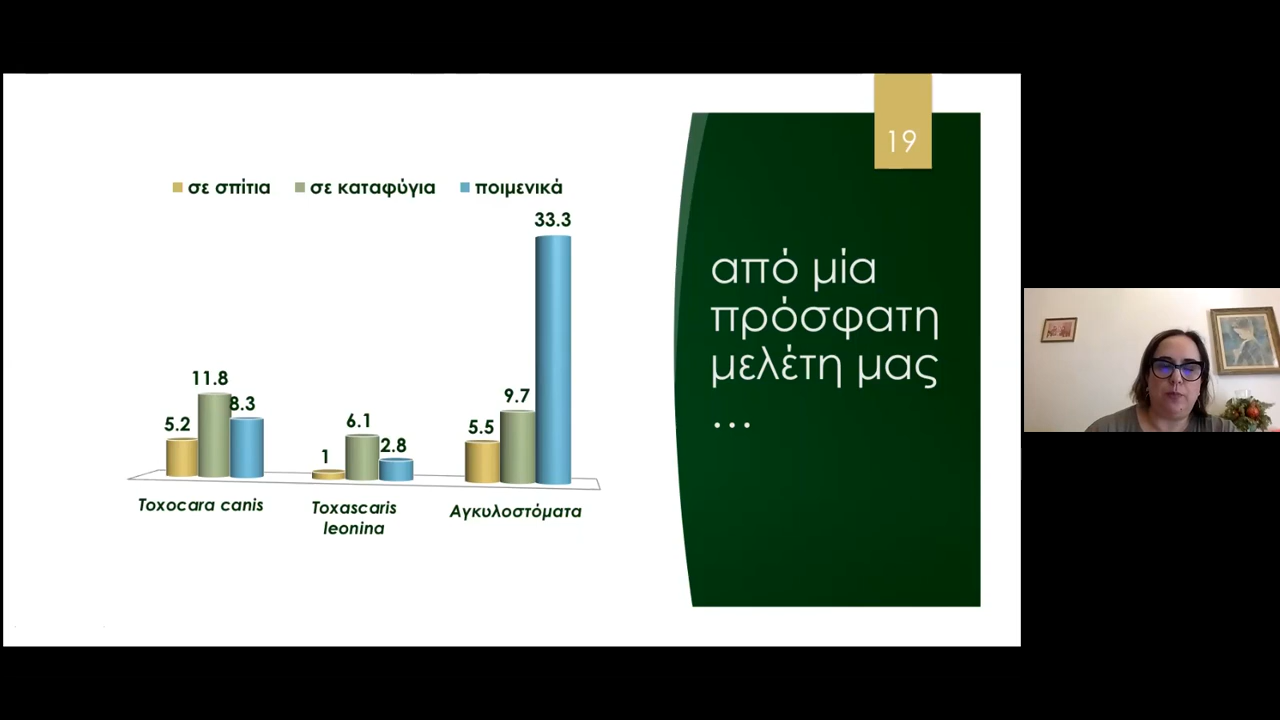 19
σε σπίτια σε καταφύγια ποιμενικά
33.3
11.8
8.3
5.2
6.1
2.8
1
9.7
5.5
Toxocara canis
Toxascaris
leonina
Αγκυλοστόματα
από μία
πρόσφατη
μελέτη μας
...